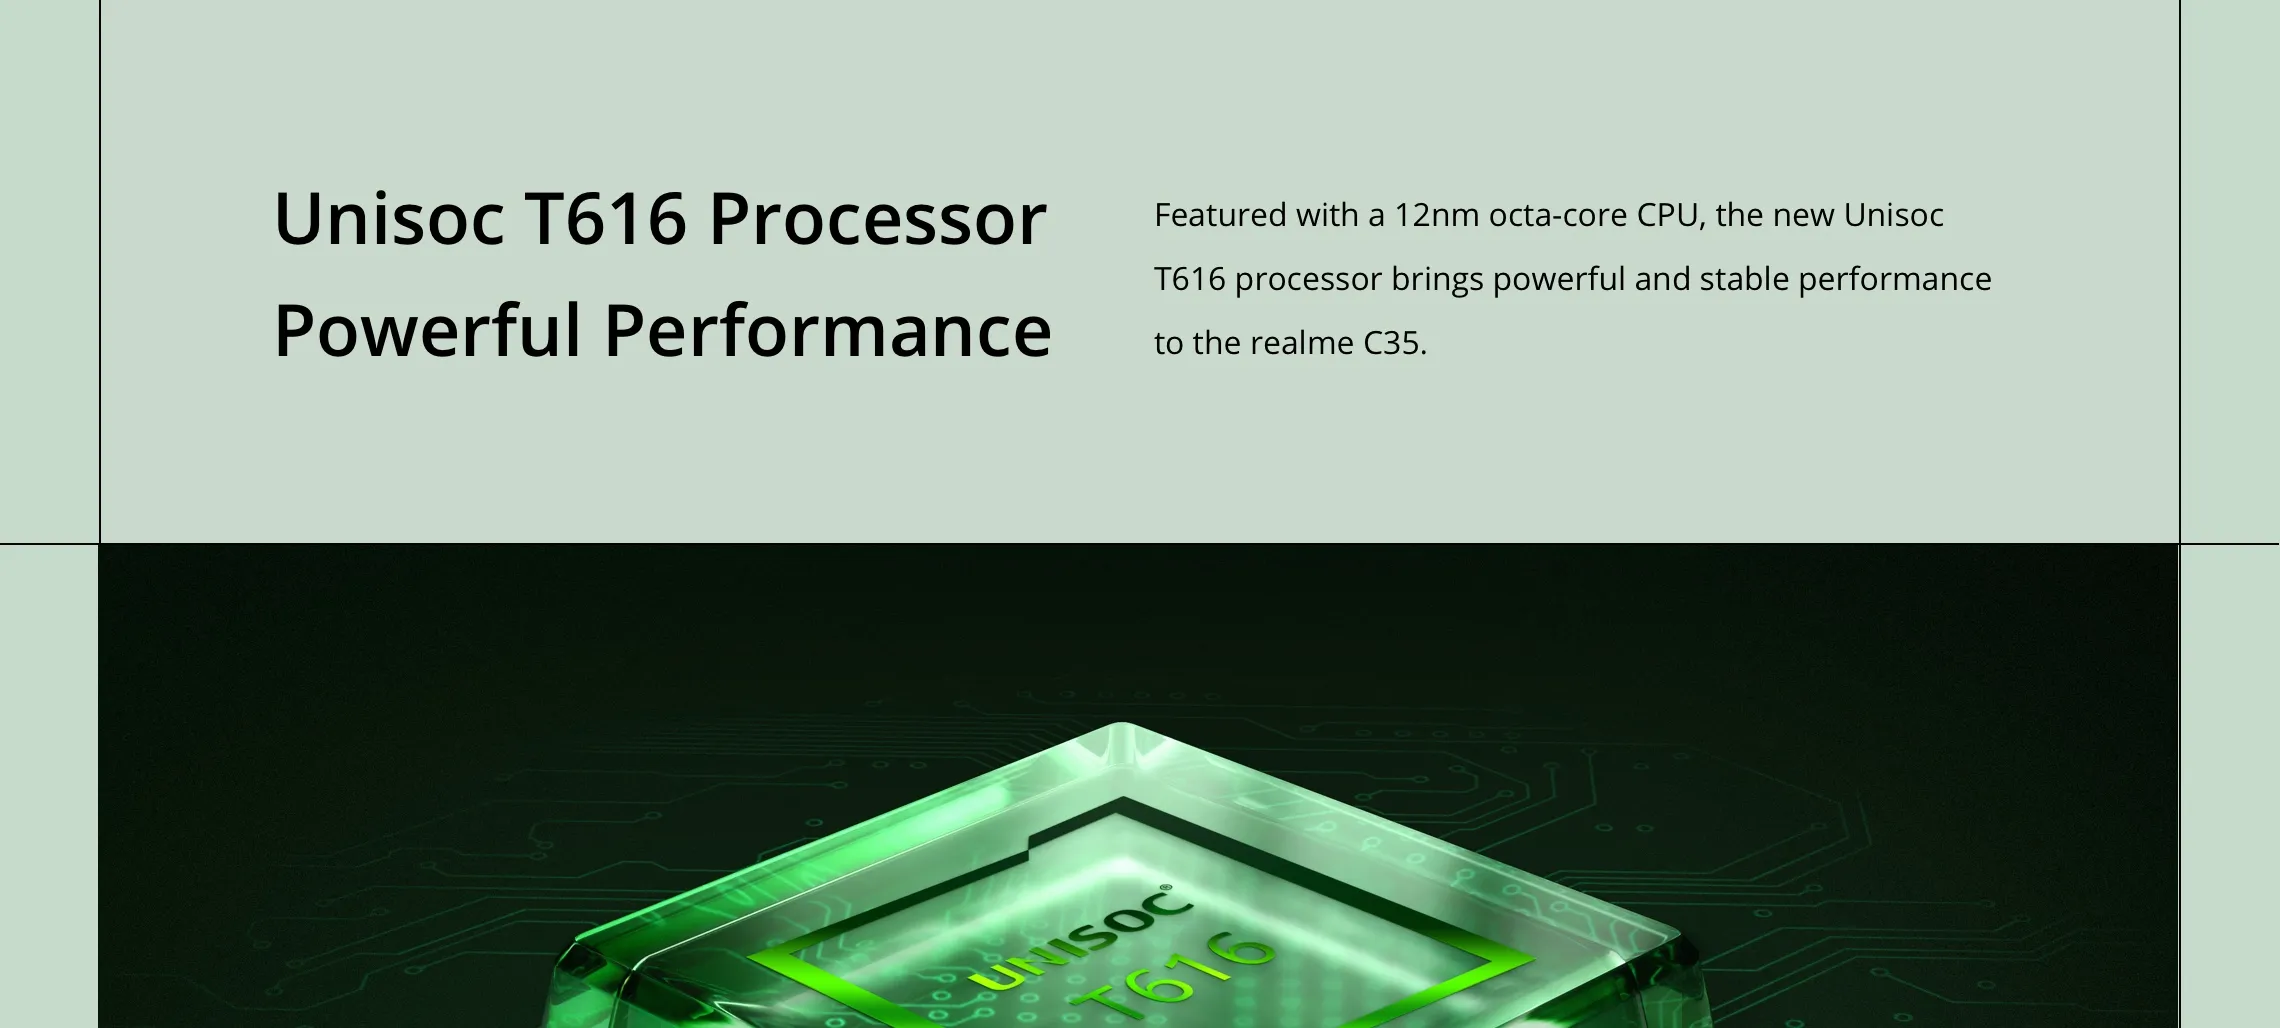 Unisoc T616 Processor
Powerful Performance
Featured with a 12nm octa-core CPU, the new Unisoc
T616 processor brings powerful and stable performance
to the realme C35.
UNISOC®
T616